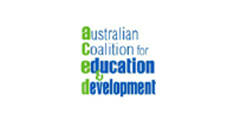 australian
Coalition for
education
&
development